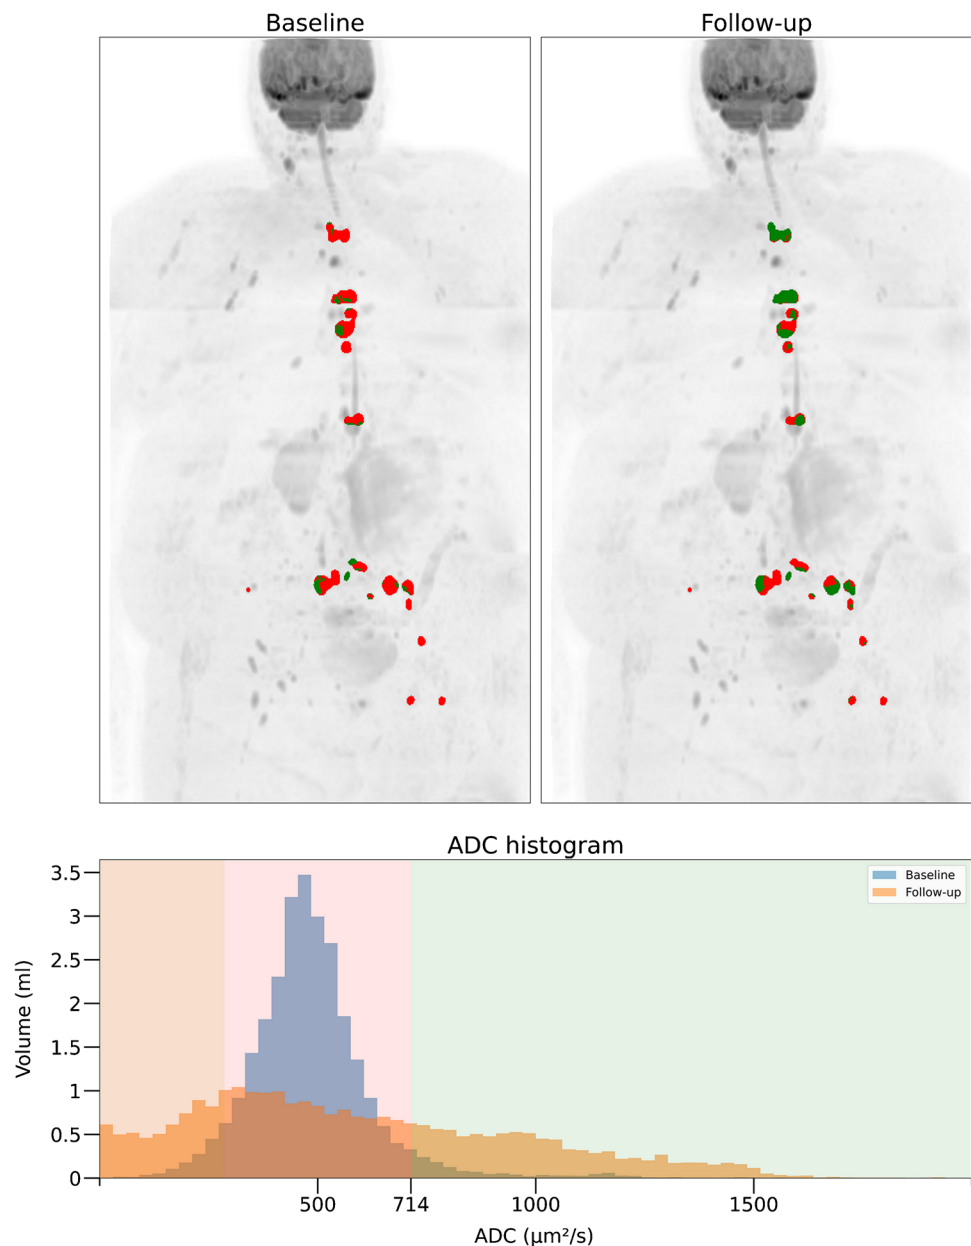 Baseline
Follow-up
ADC histogram
3.5
3
2.5
2
1.5
1
0.5
0
Volume (ml)
Baseline
Follow-up
500
714
1000
1500
ADC (μm²/s)